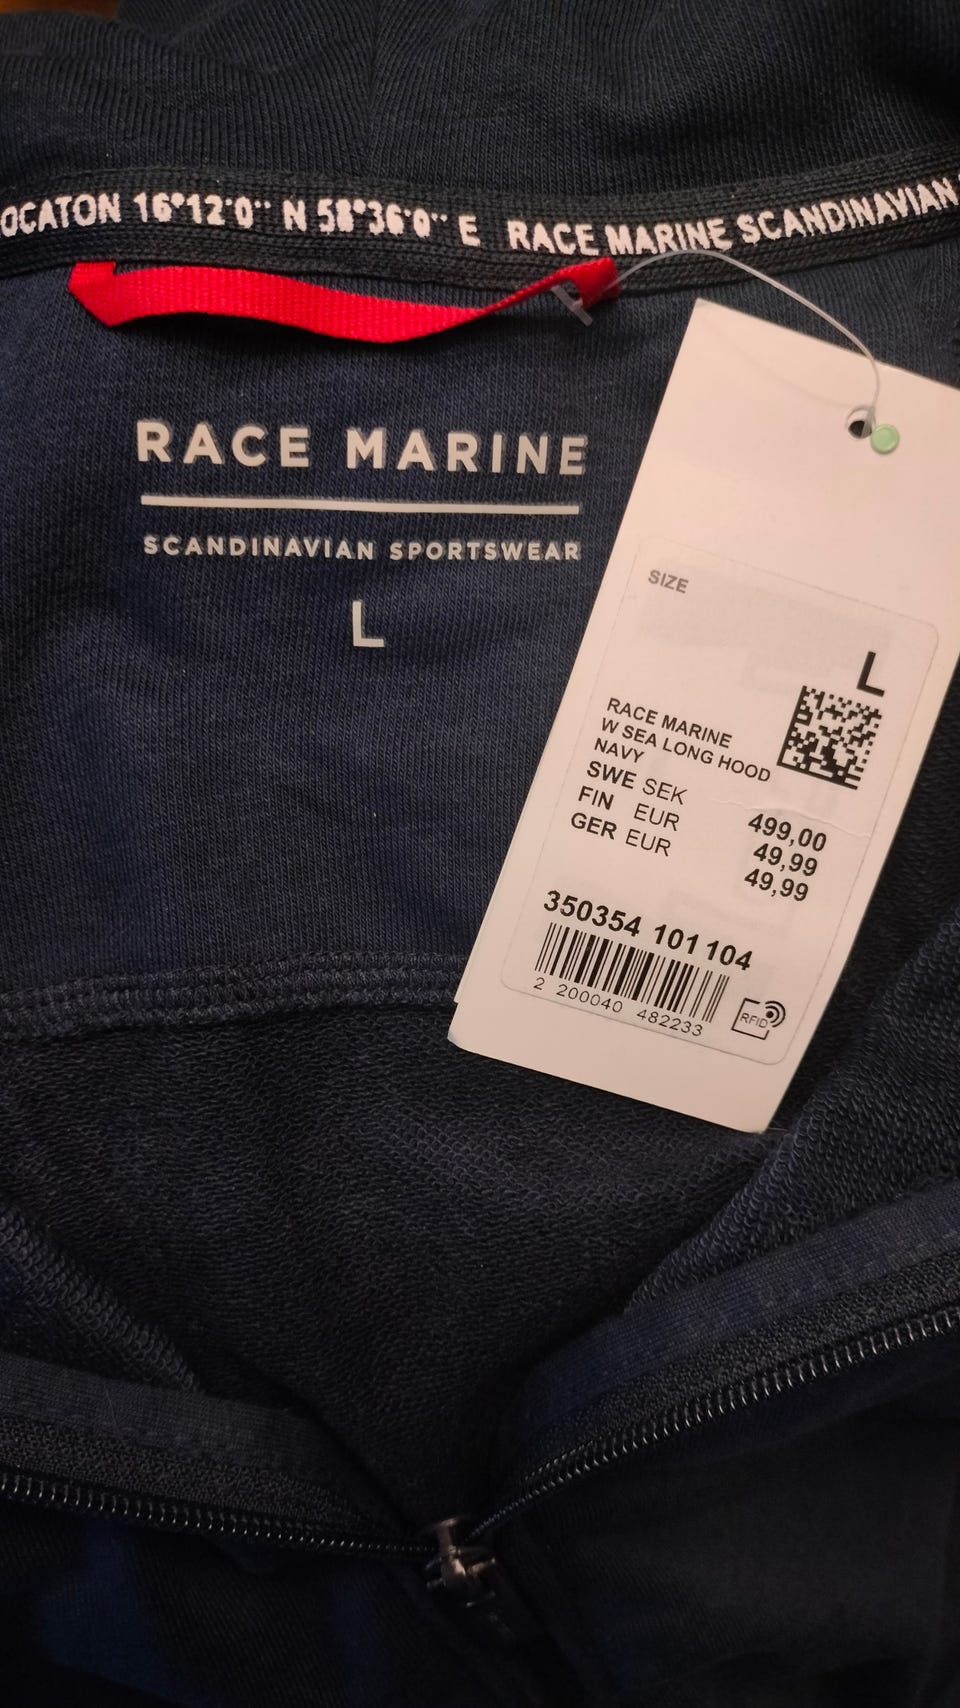 OCATON 16°12'0'' N 58°36'0'' E RACE MARINE SCANDINAVIAN
RACE MARINE
SCANDINAVIAN SPORTSWEAR
L
SIZE
L
RACE MARINE
W SEA LONG HOOD
NAVY
SWE SEK 499,00
FIN EUR 49,99
GER EUR 49,99
350354 101104
2 200040 482233
RFID